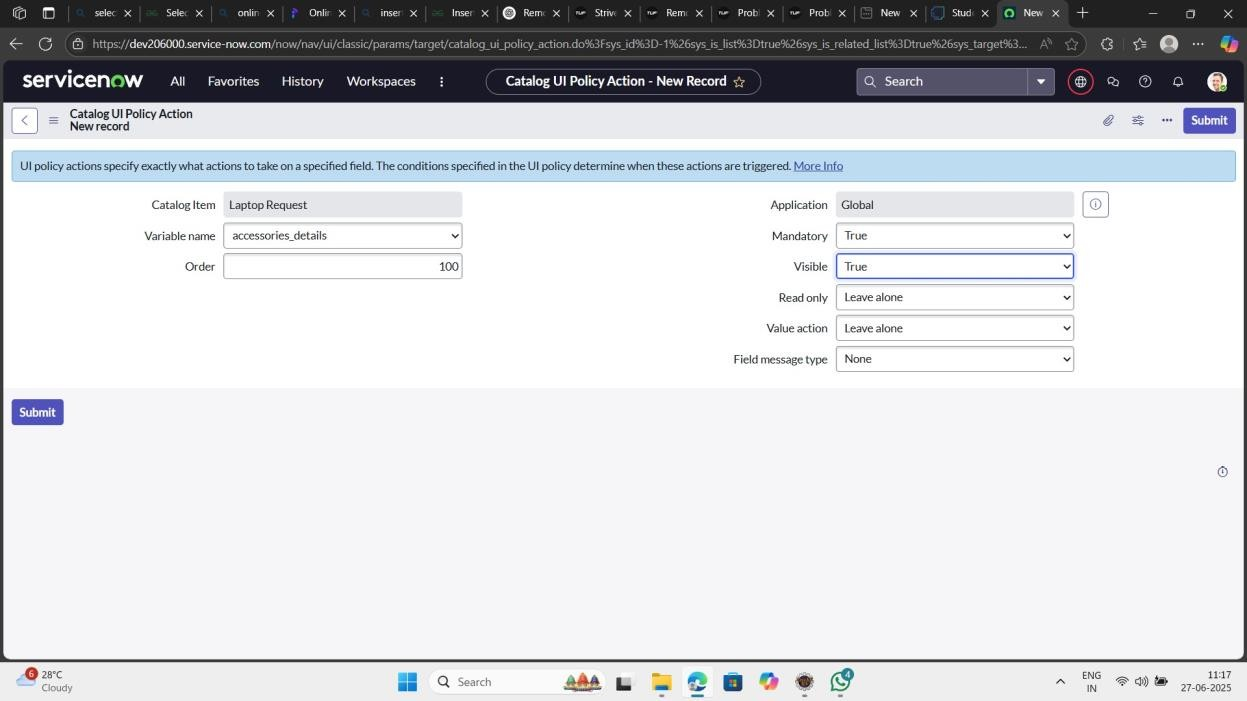 selec
Selec
onlin
Onlin
inser
Inser
Remo
Strive
Remo
Probl
Probl
New
Stude
New
https://dev206000.service-now.com/now/nav/ui/classic/params/target/catalog_ui_policy_action.do%3Fsys_id%3D-1%26sys_is_list%3Dtrue%26sys_is_related_list%3Dtrue%26sys_target%3...
servicenow All Favorites History Workspaces Catalog UI Policy Action - New Record Search
Catalog UI Policy Action
New record
Submit
UI policy actions specify exactly what actions to take on a specified field. The conditions specified in the UI policy determine when these actions are triggered. More Info
Catalog Item Laptop Request
Variable name accessories_details
Order 100
Application Global
Mandatory True
Visible True
Read only Leave alone
Value action Leave alone
Field message type None
Submit
6
28°C
Cloudy
Search
4
ENG
IN
11:17
27-06-2025